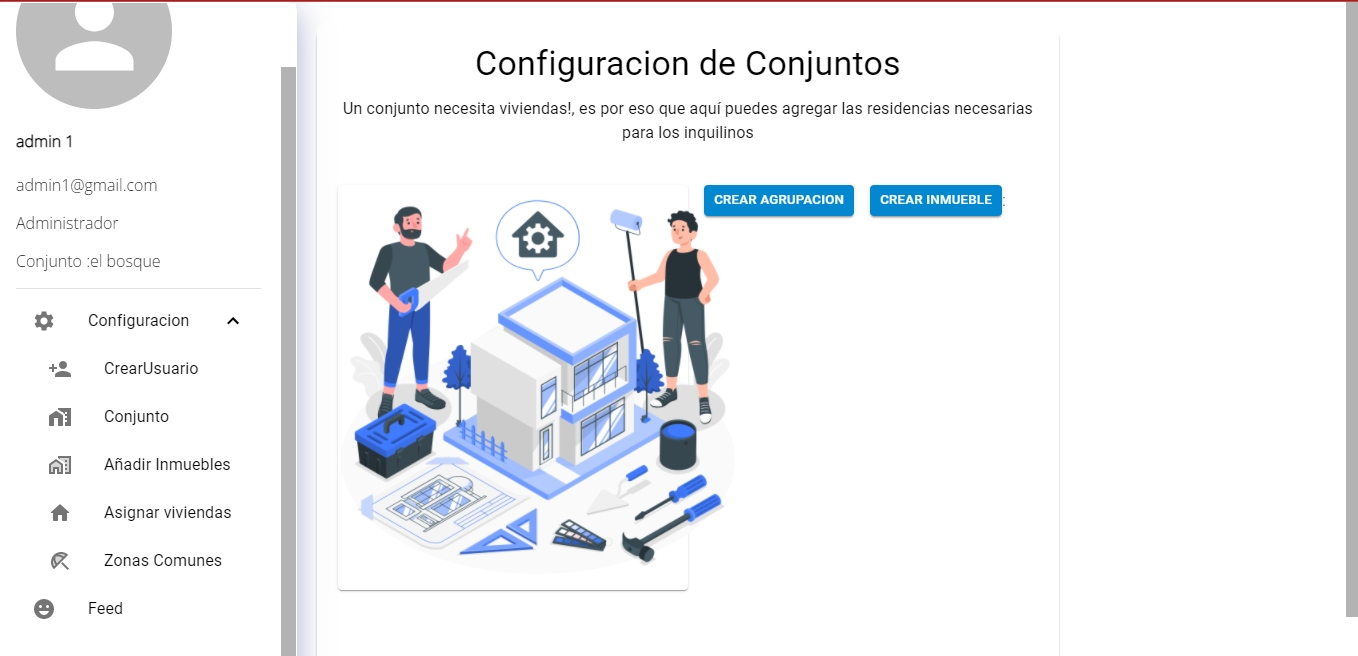 admin 1
admin1@gmail.com
Administrador
Conjunto :el bosque
Configuracion
CrearUsuario
Conjunto
Añadir Inmuebles
Asignar viviendas
Zonas Comunes
Feed
Configuracion de Conjuntos
Un conjunto necesita viviendas!, es por eso que aquí puedes agregar las residencias necesarias
para los inquilinos
CREAR AGRUPACION
CREAR INMUEBLE
: